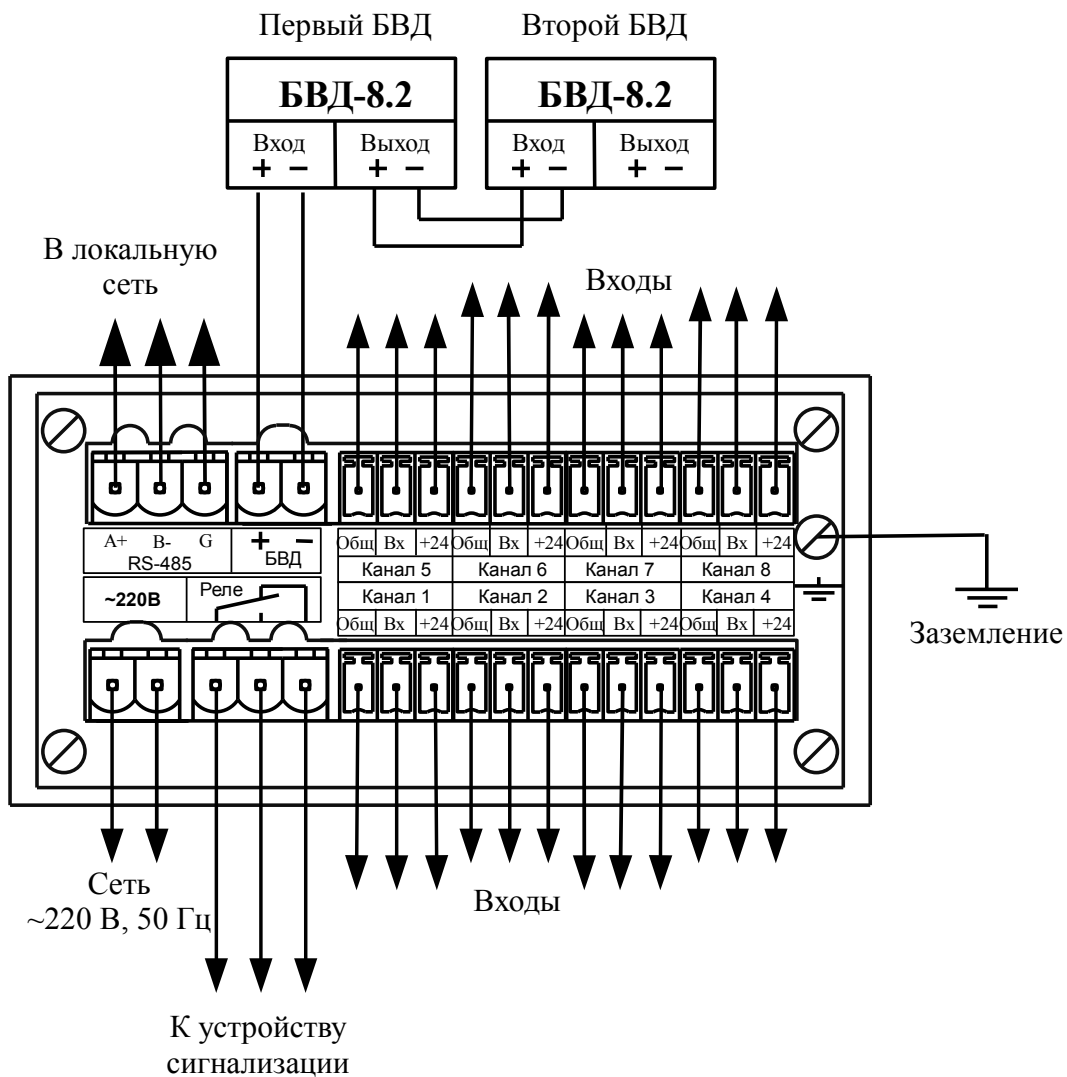 Первый БВД
Второй БВД
БВД-8.2
БВД-8.2
Вход
Выход
Вход
Выход
+ −
+ −
+ −
+ −
В локальную
сеть
Входы
A+ B- G
RS-485
+ −
БВД
Общ Вх +24 Общ Вх +24 Общ Вх +24 Общ Вх +24
Канал 5 Канал 6 Канал 7 Канал 8
~220В
Реле
Канал 1 Канал 2 Канал 3 Канал 4
Общ Вх +24 Общ Вх +24 Общ Вх +24 Общ Вх +24
Заземление
Сеть
~220 В, 50 Гц
Входы
К устройству
сигнализации